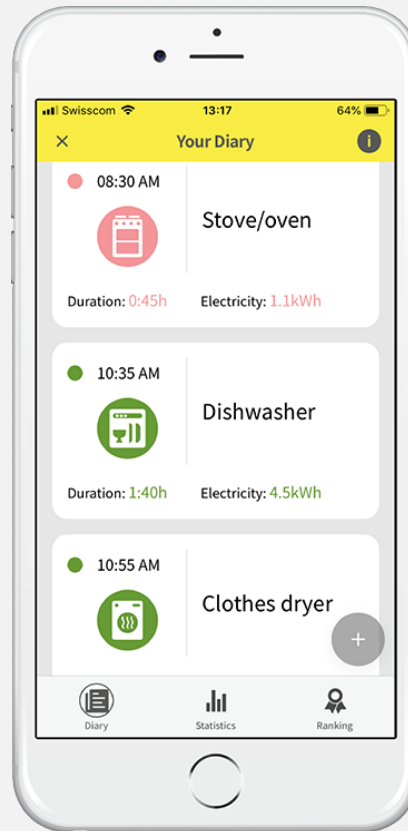 Swisscom 13:17 64%
× Your Diary i
08:30 AM
Stove/oven
Duration: 0:45h Electricity: 1.1kWh
10:35 AM
Dishwasher
Duration: 1:40h Electricity: 4.5kWh
10:55 AM
Clothes dryer
+
Diary Statistics Ranking